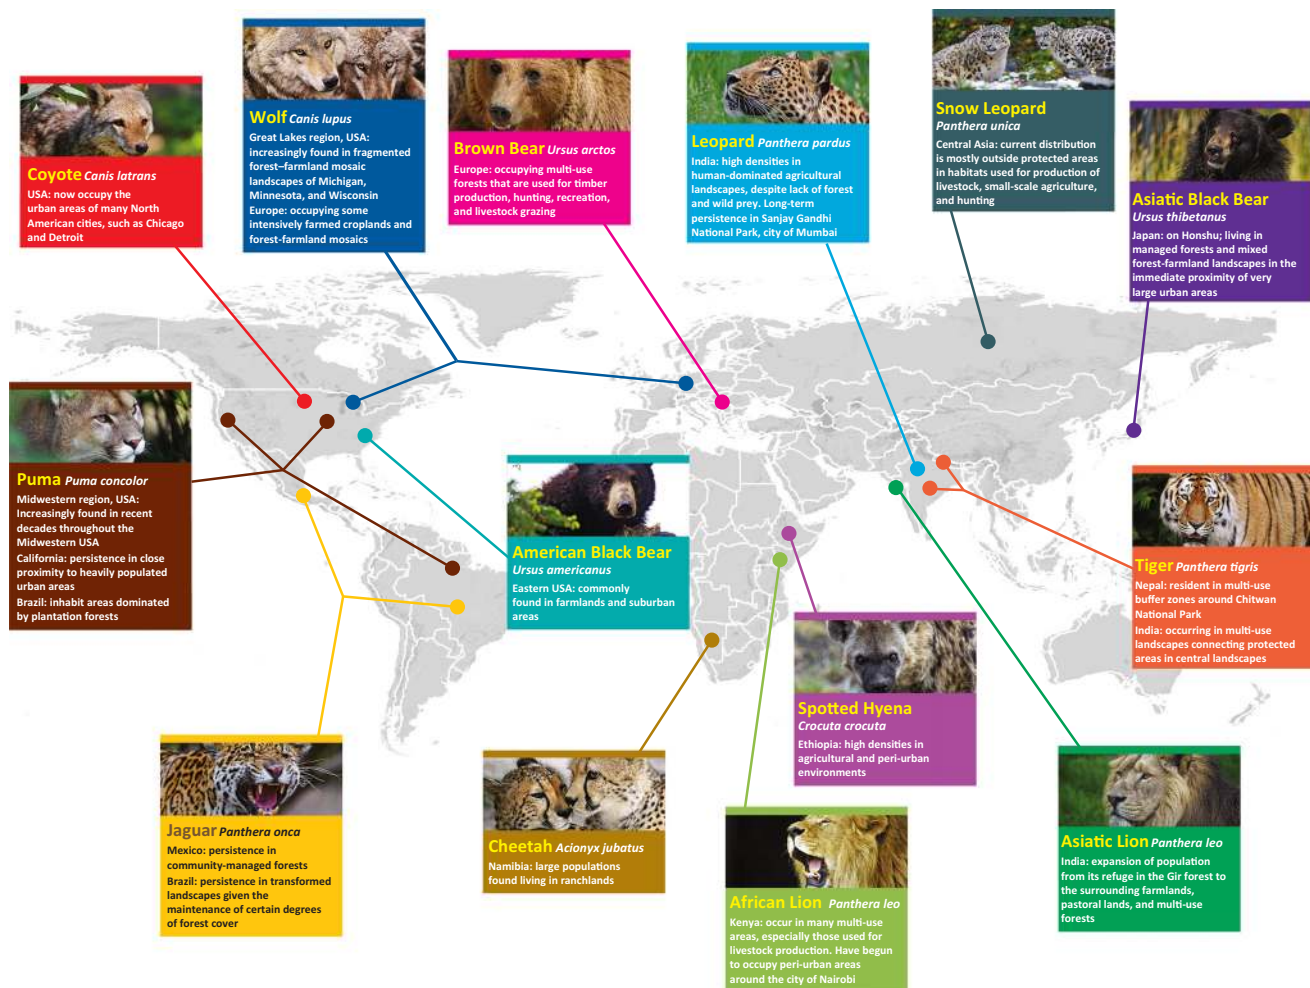 Coyote Canis latrans
USA: now occupy the
urban areas of many North
American cities, such as Chicago
and Detroit
Wolf Canis lupus
Great Lakes region, USA:
increasingly found in fragmented
forest–farmland mosaic
landscapes of Michigan,
Minnesota, and Wisconsin
Europe: occupying some
intensively farmed croplands and
forest-farmland mosaics
Brown Bear Ursus arctos
Europe: occupying multi-use
forests that are used for timber
production, hunting, recreation,
and livestock grazing
Leopard Panthera pardus
India: high densities in
human-dominated agricultural
landscapes, despite lack of forest
and wild prey. Long-term
persistence in Sanjay Gandhi
National Park, city of Mumbai
Snow Leopard
Panthera unica
Central Asia: current distribution
is mostly outside protected areas
in habitats used for production of
livestock, small-scale agriculture,
and hunting
Asiatic Black Bear
Ursus thibetanus
Japan: on Honshu; living in
managed forests and mixed
forest-farmland landscapes in the
immediate proximity of very
large urban areas
Puma Puma concolor
Midwestern region, USA:
Increasingly found in recent
decades throughout the
Midwestern USA
California: persistence in close
proximity to heavily populated
urban areas
Brazil: inhabit areas dominated
by plantation forests
American Black Bear
Ursus americanus
Eastern USA: commonly
found in farmlands and suburban
areas
Tiger Panthera tigris
Nepal: resident in multi-use
buffer zones around Chitwan
National Park
India: occurring in multi-use
landscapes connecting protected
areas in central landscapes
Spotted Hyena
Crocuta crocuta
Ethiopia: high densities in
agricultural and peri-urban
environments
Jaguar Panthera onca
Mexico: persistence in
community-managed forests
Brazil: persistence in transformed
landscapes given the
maintenance of certain degrees
of forest cover
Cheetah Acionyx jubatus
Namibia: large populations
found living in ranchlands
African Lion Panthera leo
Kenya: occur in many multi-use
areas, especially those used for
livestock production. Have begun
to occupy peri-urban areas
around the city of Nairobi
Asiatic Lion Panthera leo
India: expansion of population
from its refuge in the Gir forest to
the surrounding farmlands,
pastoral lands, and multi-use
forests